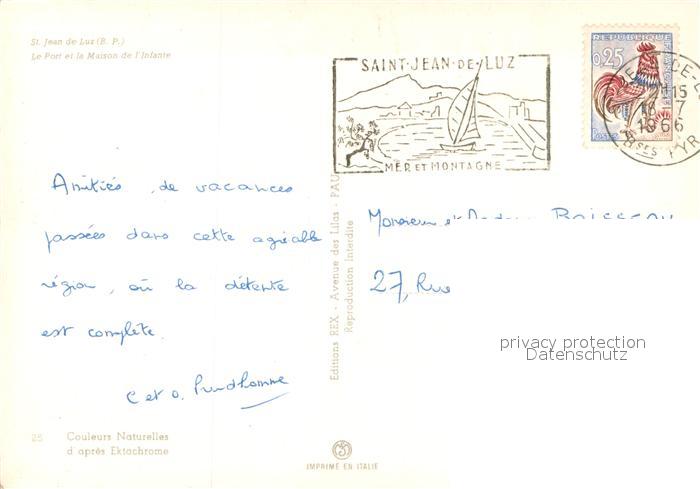 St. Jean de Luz (B. P.)
Le Port et la Maison de l'Infante
SAINT-JEAN-DE-LUZ
MER ET MONTAGNE
REPUBLIQUE
FRANÇAISE
0,25
Postes
15
7
1966
Amitiés de vacances
passées dans cette agréable
région, où la détente
est complète.
C et O. Prudhomme
Monsieur et
27, Rue
Editions REX - Avenue des Lilas - PAU
Reproduction Interdite
privacy protection
Datenschutz
25 Couleurs Naturelles
d'après Ektachrome
IMPRIMÉ EN ITALIE